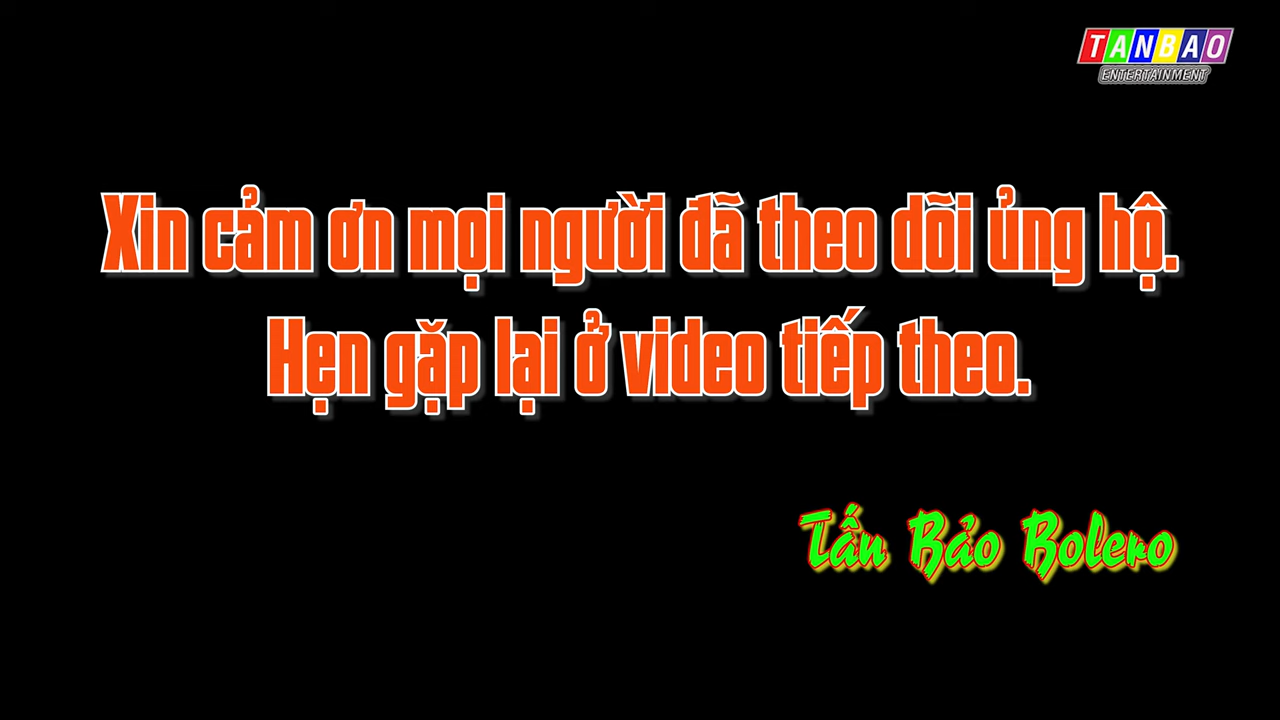 TANBAO
ENTERTAINMENT
Xin cảm ơn mọi người đã theo dõi ủng hộ.
Hẹn gặp lại ở video tiếp theo.
Tấn Bảo Bolero